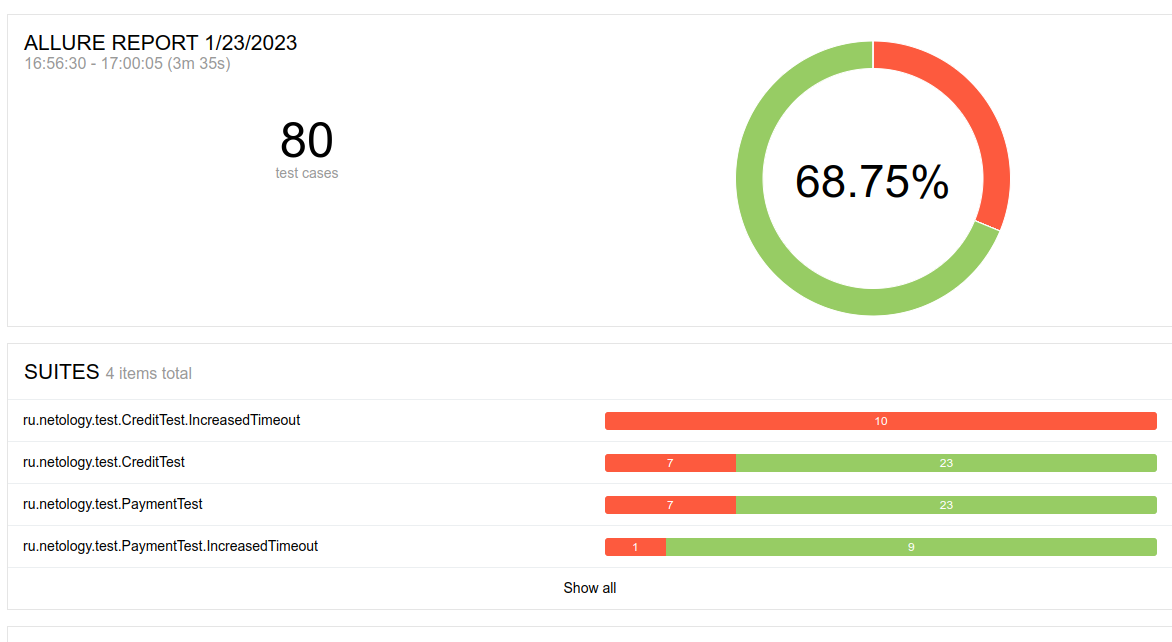 ALLURE REPORT 1/23/2023
16:56:30 - 17:00:05 (3m 35s)
80
test cases
68.75%
SUITES 4 items total
ru.netology.test.CreditTest.IncreasedTimeout 10
ru.netology.test.CreditTest 7 23
ru.netology.test.PaymentTest 7 23
ru.netology.test.PaymentTest.IncreasedTimeout 1 9
Show all